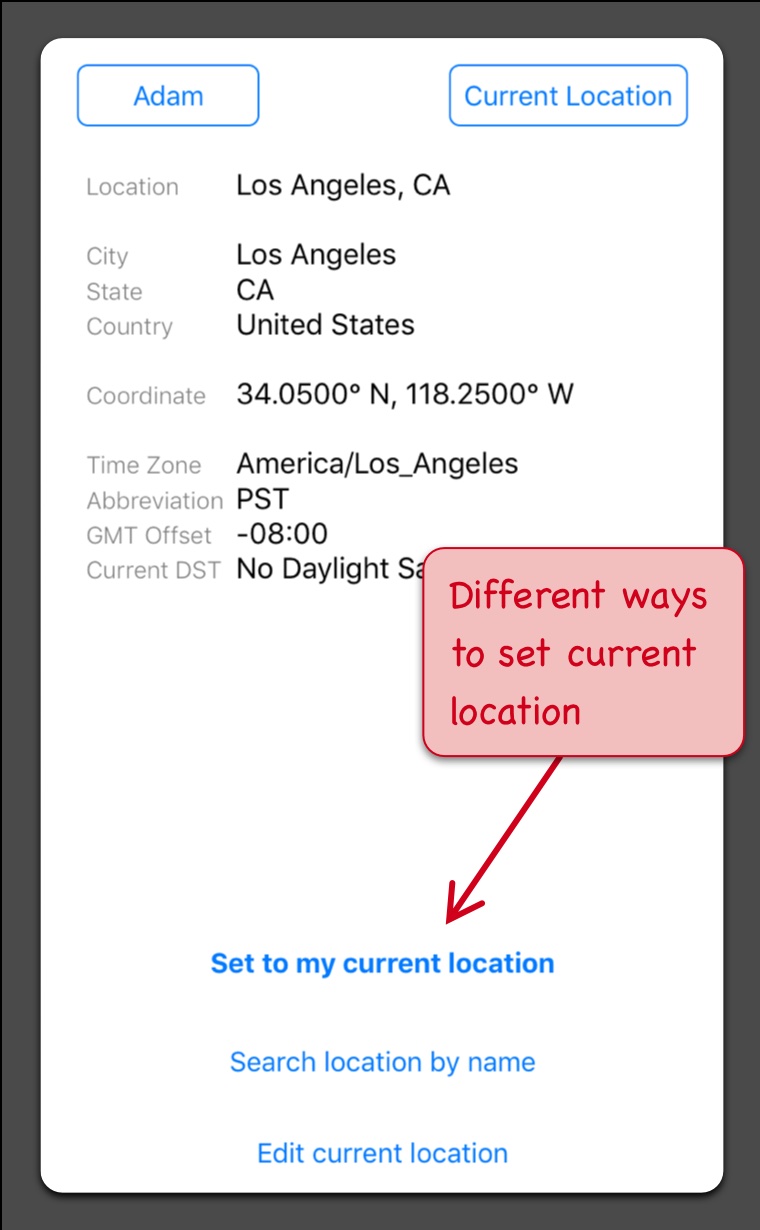 Adam
Current Location
Location Los Angeles, CA
City Los Angeles
State CA
Country United States
Coordinate 34.0500° N, 118.2500° W
Time Zone America/Los_Angeles
Abbreviation PST
GMT Offset -08:00
Current DST No Daylight
Different ways
to set current
location
Set to my current location
Search location by name
Edit current location